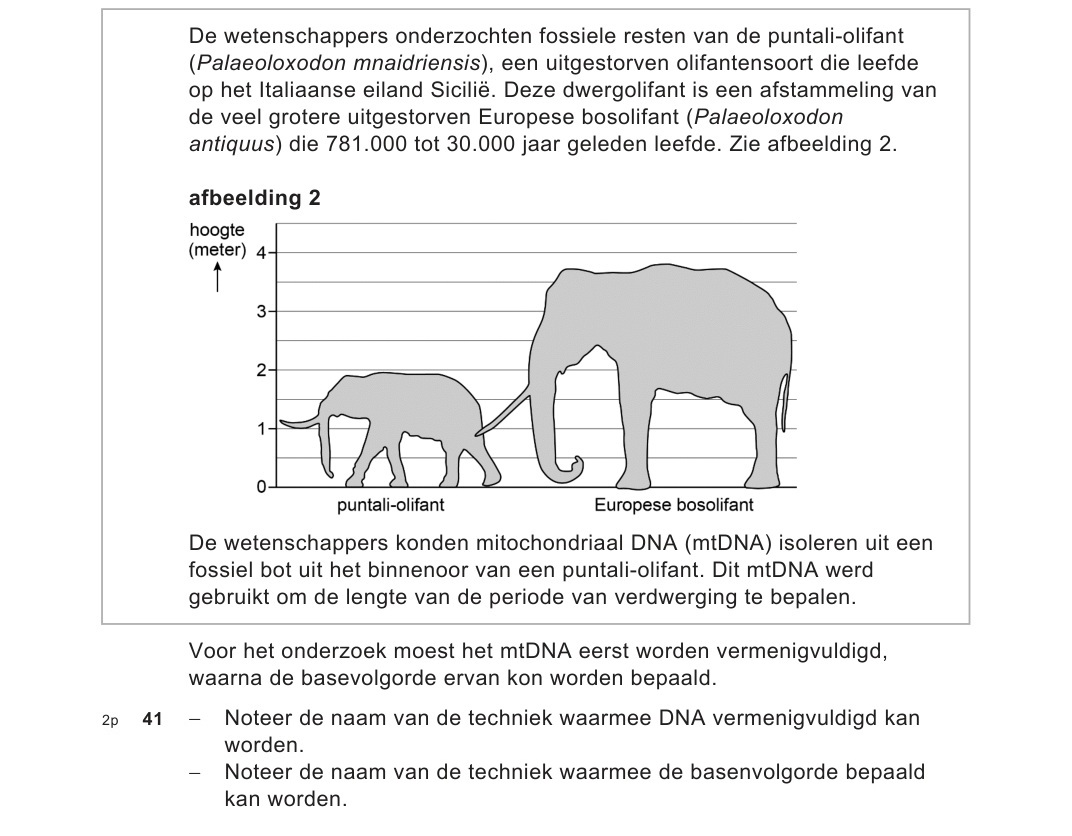 De wetenschappers onderzochten fossiele resten van de puntali-olifant
(Palaeoloxodon mnaidriensis), een uitgestorven olifantensoort die leefde
op het Italiaanse eiland Sicilië. Deze dwergolifant is een afstammeling van
de veel grotere uitgestorven Europese bosolifant (Palaeoloxodon
antiquus) die 781.000 tot 30.000 jaar geleden leefde. Zie afbeelding 2.
afbeelding 2
hoogte
(meter)
4
3
2
1
0
puntali-olifant
Europese bosolifant
De wetenschappers konden mitochondriaal DNA (mtDNA) isoleren uit een
fossiel bot uit het binnenoor van een puntali-olifant. Dit mtDNA werd
gebruikt om de lengte van de periode van verdwerging te bepalen.
Voor het onderzoek moest het mtDNA eerst worden vermenigvuldigd,
waarna de basevolgorde ervan kon worden bepaald.
2p 41 – Noteer de naam van de techniek waarmee DNA vermenigvuldigd kan
worden.
– Noteer de naam van de techniek waarmee de basenvolgorde bepaald
kan worden.